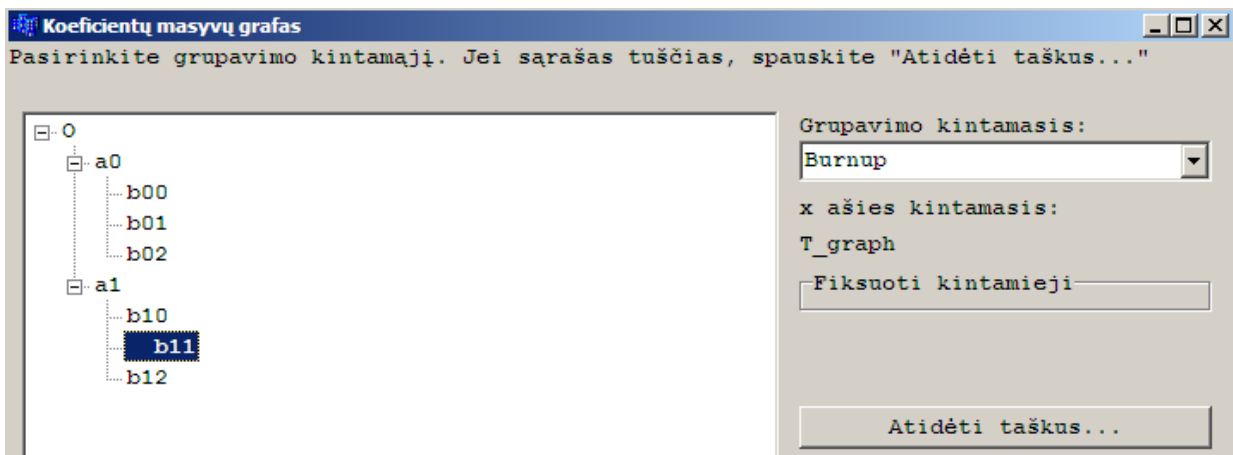 Koeficientų masyvų grafas
Pasirinkite grupavimo kintamąjį. Jei sąrašas tuščias, spauskite "Atidėti taškus..."
O
a0
b00
b01
b02
a1
b10
b11
b12
Grupavimo kintamasis:
Burnup
x ašies kintamasis:
T_graph
Fiksuoti kintamieji
Atidėti taškus...